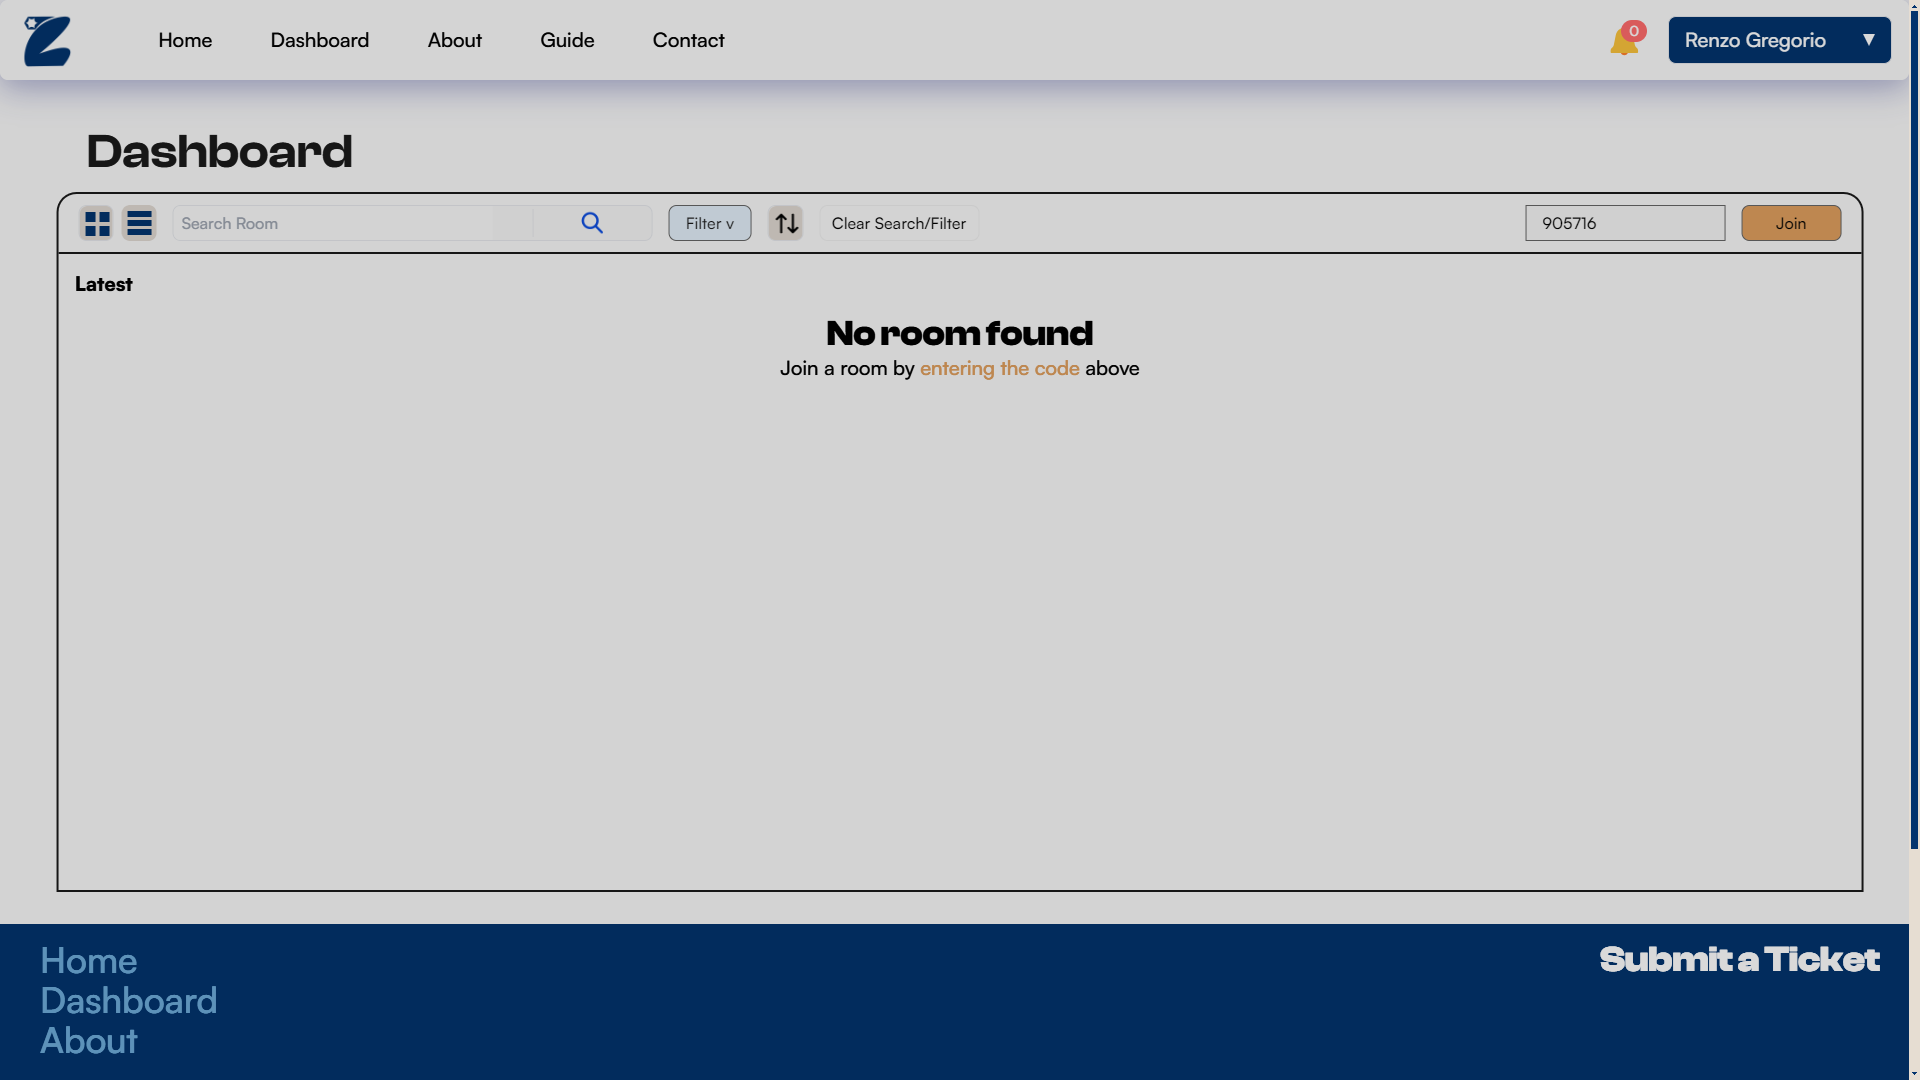 Home Dashboard About Guide Contact 0 Renzo Gregorio ▼
Dashboard
Search Room Filter v Clear Search/Filter 905716 Join
Latest
No room found
Join a room by entering the code above
Home
Submit a Ticket
Dashboard
About